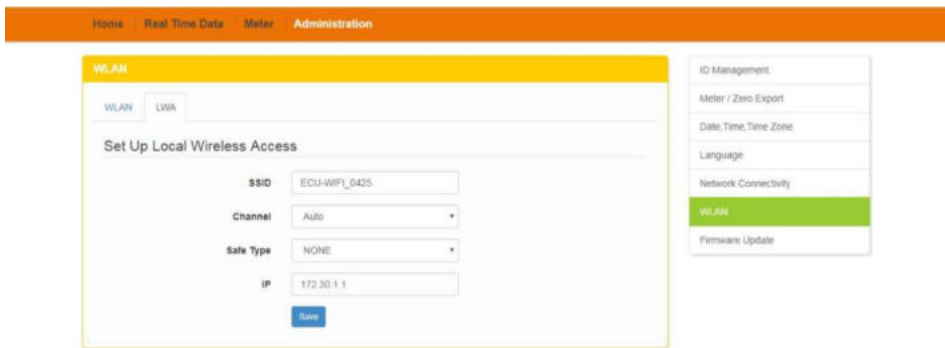 Home Real Time Data Meter Administration
WLAN
WLAN LWA
Set Up Local Wireless Access
SSID ECU-WIFI_0425
Channel Auto
Safe Type NONE
IP 172.30.1.1
Save
ID Management
Meter / Zero Export
Date,Time,Time Zone
Language
Network Connectivity
WLAN
Firmware Update